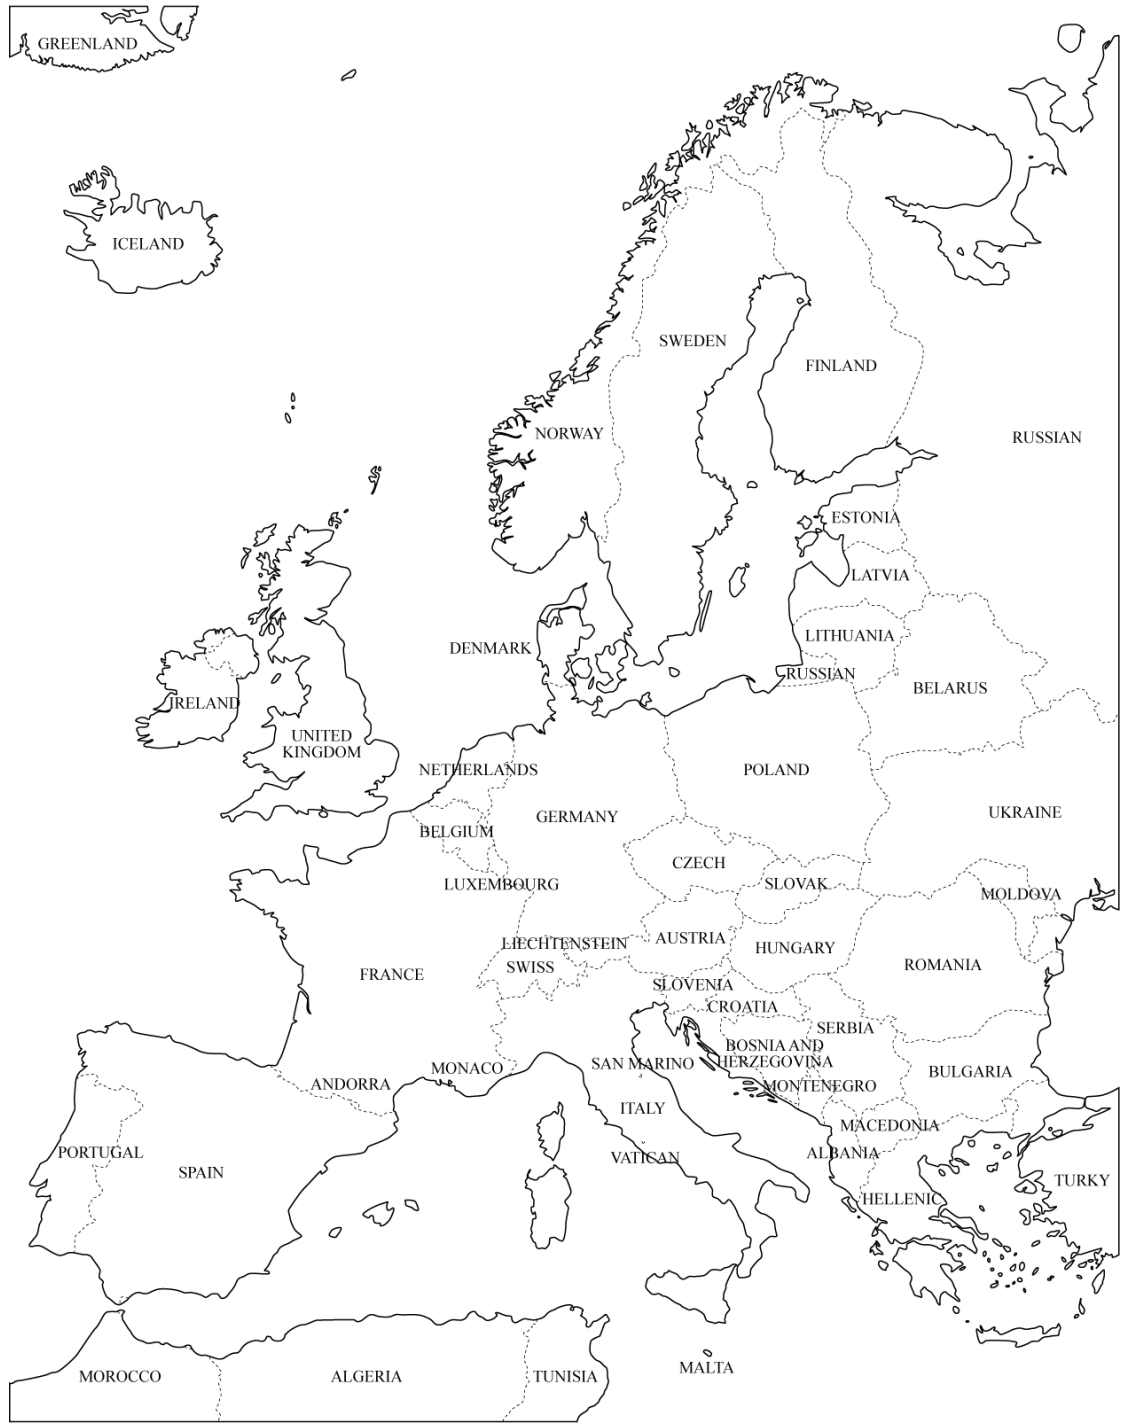 GREENLAND
ICELAND
SWEDEN
FINLAND
NORWAY
RUSSIAN
ESTONIA
LATVIA
LITHUANIA
DENMARK
RUSSIAN
BELARUS
IRELAND
UNITED
KINGDOM
NETHERLANDS
POLAND
UKRAINE
GERMANY
BELGIUM
CZECH
LUXEMBOURG
SLOVAK
MOLDOVA
AUSTRIA
LIECHTENSTEIN
HUNGARY
SWISS
ROMANIA
FRANCE
SLOVENIA
CROATIA
SERBIA
BOSNIA AND
HERZEGOVINA
SAN MARINO
MONACO
BULGARIA
ANDORRA
MONTENEGRO
ITALY
MACEDONIA
PORTUGAL
ALBANIA
VATICAN
SPAIN
TURKY
HELLENIC
MALTA
MOROCCO
ALGERIA
TUNISIA